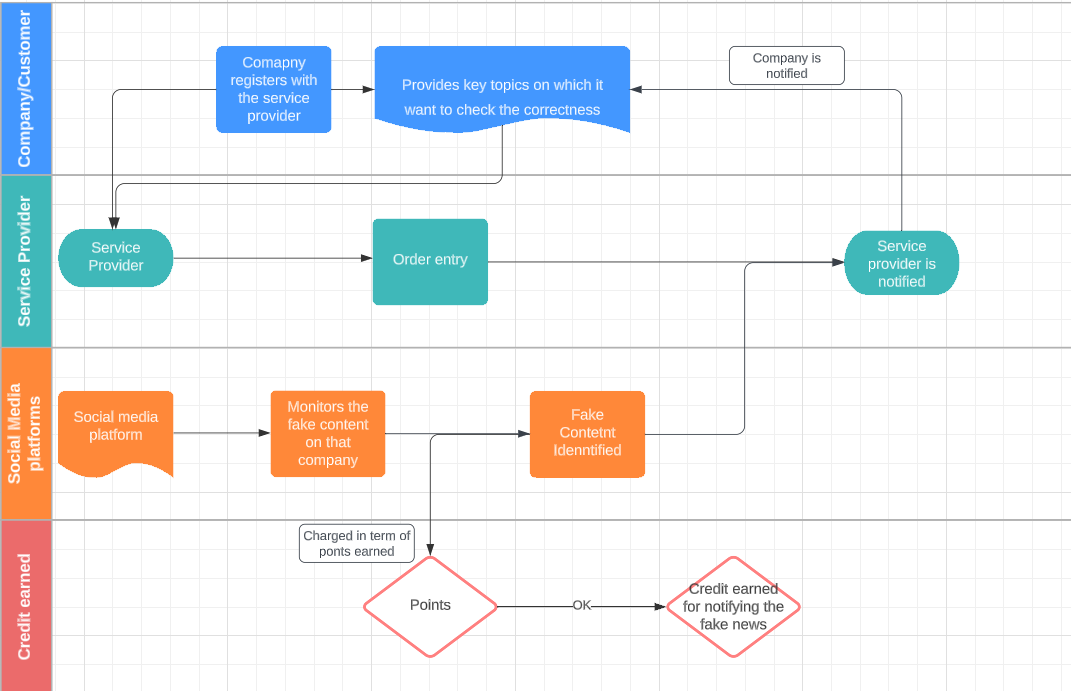 Company/Customer
Comapny
registers with
the service
provider
Provides key topics on which it
want to check the correctness
Company is
notified
Service Provider
Service
Provider
Order entry
Service
provider is
notified
Social Media
platforms
Social media
platform
Monitors the
fake content
on that
company
Fake
Contetnt
Idenntified
Credit earned
Charged in term of
ponts earned
Points
OK
Credit earned
for notifying the
fake news